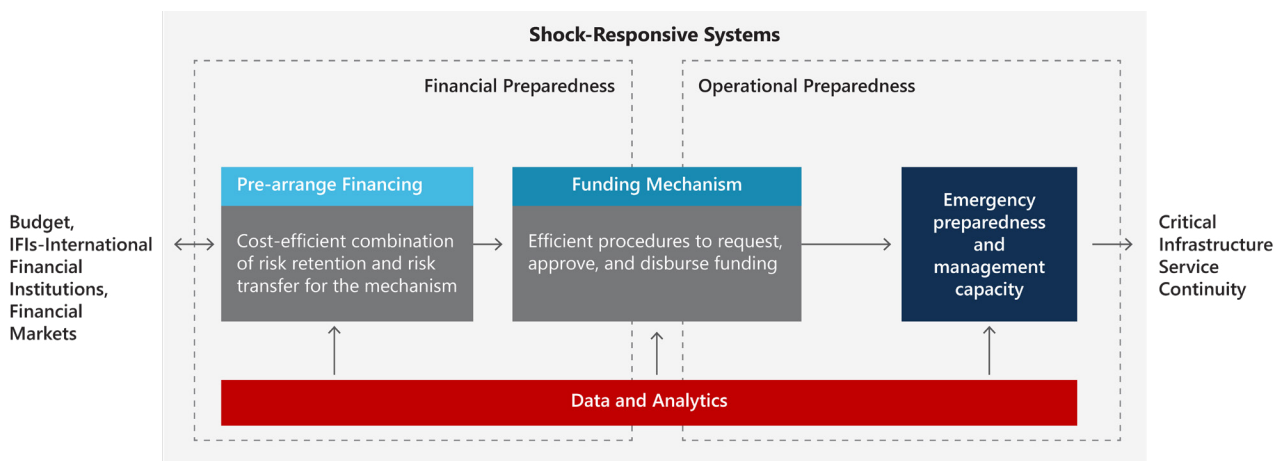 Shock-Responsive Systems
Financial Preparedness
Operational Preparedness
Budget,
IFIs-International
Financial
Institutions,
Financial
Markets
Pre-arrange Financing
Cost-efficient combination
of risk retention and risk
transfer for the mechanism
Funding Mechanism
Efficient procedures to request,
approve, and disburse funding
Emergency
preparedness
and
management
capacity
Critical
Infrastructure
Service
Continuity
Data and Analytics